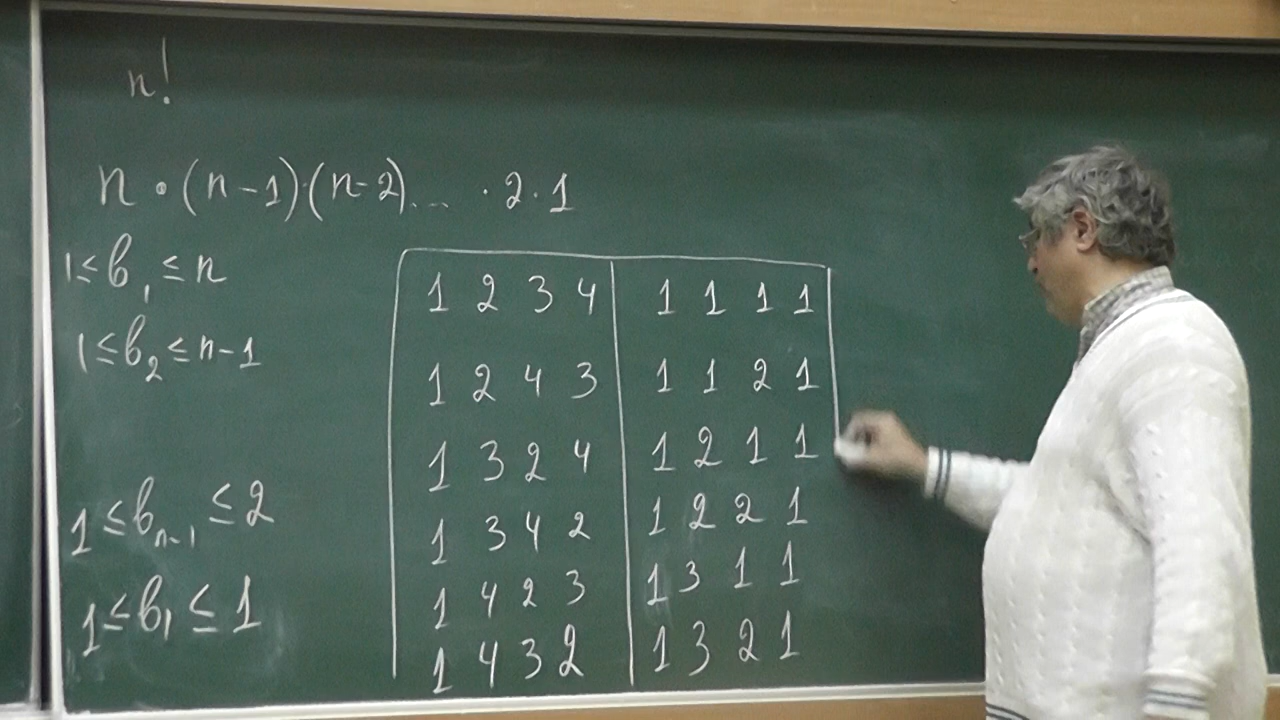 n!
n • (n-1)·(n-2)... ·2·1
1≤b₁≤n
1≤b₂≤n-1
1≤bₙ₋₁≤2
1≤b₁≤1
1 2 3 4 1 1 1 1
1 2 4 3 1 1 2 1
1 3 2 4 1 2 1 1
1 3 4 2 1 2 2 1
1 4 2 3 1 3 1 1
1 4 3 2 1 3 2 1